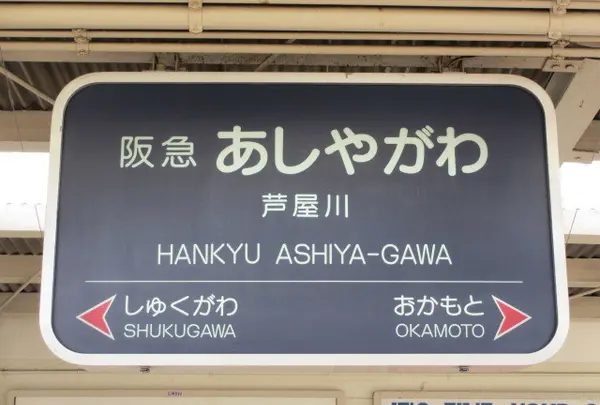 阪急 あしやがわ
芦屋川
HANKYU ASHIYA-GAWA
しゅくがわ おかもと
SHUKUGAWA OKAMOTO